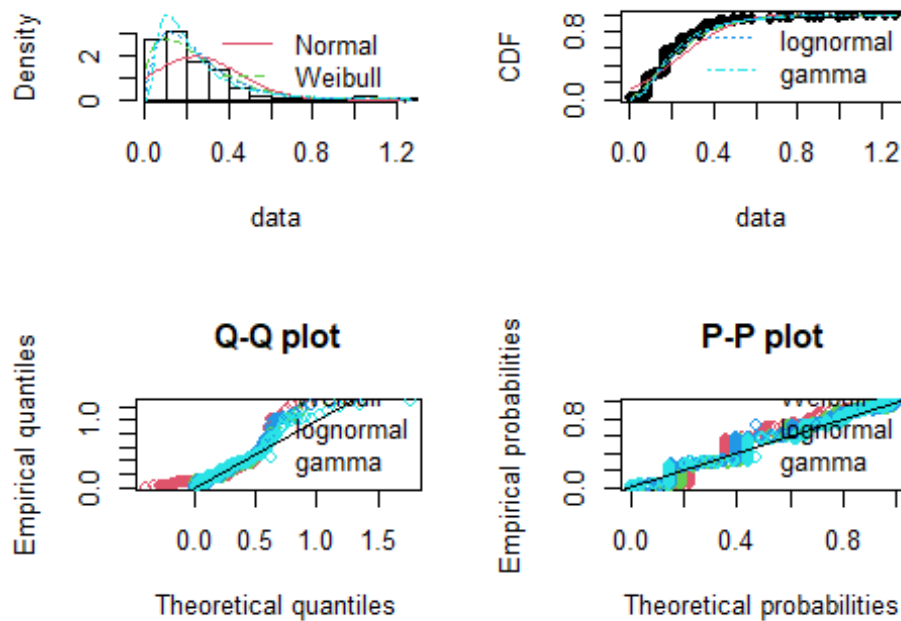 Density
0 2
Normal
Weibull
0.0 0.4 0.8 1.2
data
CDF
0.0 0.8
lognormal
gamma
0.0 0.4 0.8 1.2
data
Q-Q plot
Empirical quantiles
0.0 1.0
lognormal
gamma
0.0 0.5 1.0 1.5
Theoretical quantiles
P-P plot
Empirical probabilities
0.0 0.8
Weibull
lognormal
gamma
0.0 0.4 0.8
Theoretical probabilities